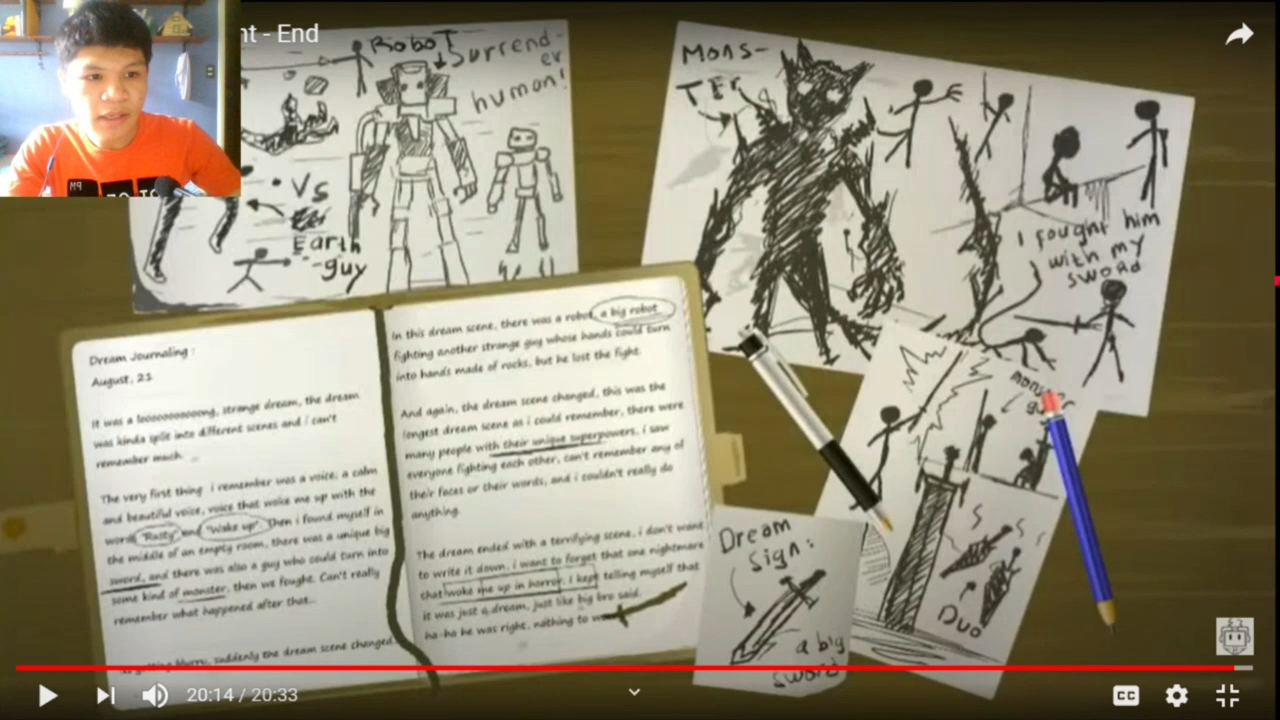 nt - End
Robot
Surrend-
er
human!
Vs
Earth
-guy
MONS-
TER
I fought him
with my
sword
Dream Journaling :
August, 21
It was a loooooooooong, strange dream, the dream
was kinda split into different scenes and i can't
remember much.
The very first thing i remember was a voice, a calm
and beautiful voice, voice that woke me up with the
word "Rusty" and "Wake up". Then i found myself in
the middle of an empty room, there was a unique big
sword, and there was also a guy who could turn into
some kind of monster, then we fought. Can't really
remember what happened after that...
getting blurry, suddenly the dream scene changed.
In this dream scene, there was a robot, a big robot
fighting another strange guy whose hands could turn
into hands made of rocks, but he lost the fight.
And again, the dream scene changed, this was the
longest dream scene as i could remember, there were
many people with their unique superpowers, i saw
everyone fighting each other, can't remember any of
their faces or their words, and i couldn't really do
anything.
The dream ended with a terrifying scene, i don't want
to write it down, i want to forget that one nightmare
that woke me up in horror. I kept telling myself that
it was just a dream, just like big bro said.
ha-ha he was right, nothing to
Dream
Sign:
a big
sword
Duo
20:14 / 20:33
CC